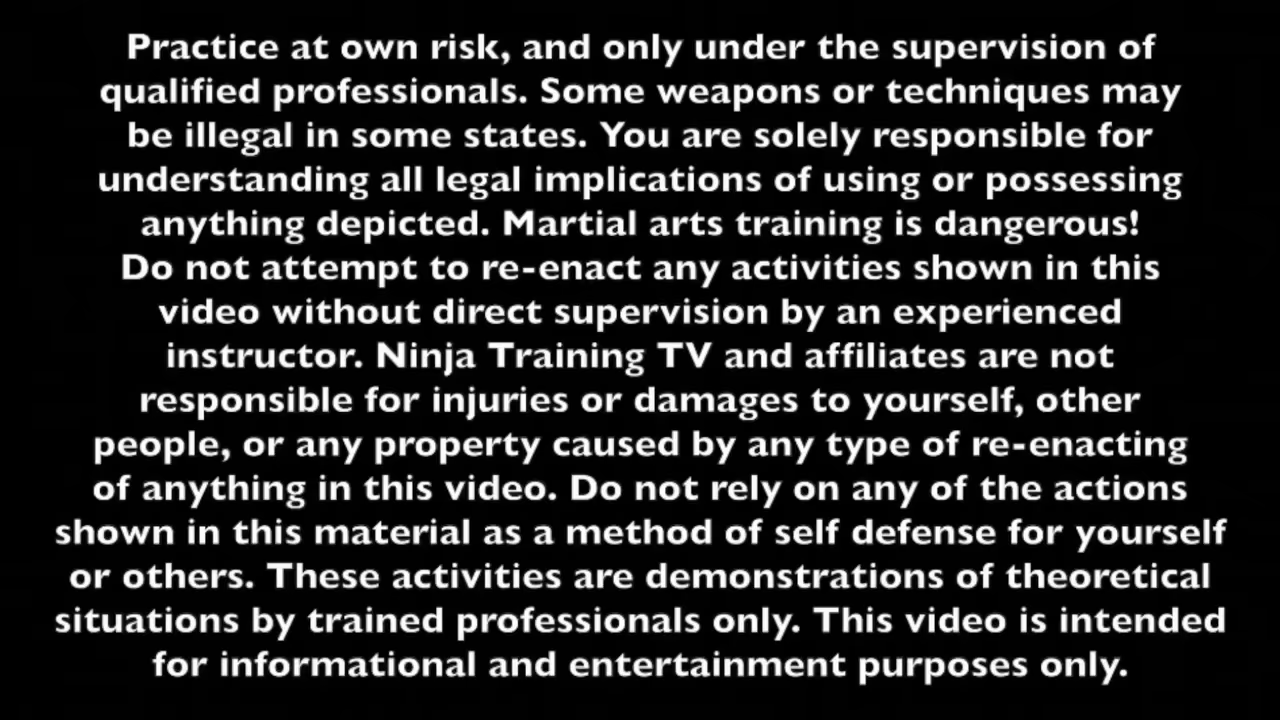 Practice at own risk, and only under the supervision of
qualified professionals. Some weapons or techniques may
be illegal in some states. You are solely responsible for
understanding all legal implications of using or possessing
anything depicted. Martial arts training is dangerous!
Do not attempt to re-enact any activities shown in this
video without direct supervision by an experienced
instructor. Ninja Training TV and affiliates are not
responsible for injuries or damages to yourself, other
people, or any property caused by any type of re-enacting
of anything in this video. Do not rely on any of the actions
shown in this material as a method of self defense for yourself
or others. These activities are demonstrations of theoretical
situations by trained professionals only. This video is intended
for informational and entertainment purposes only.